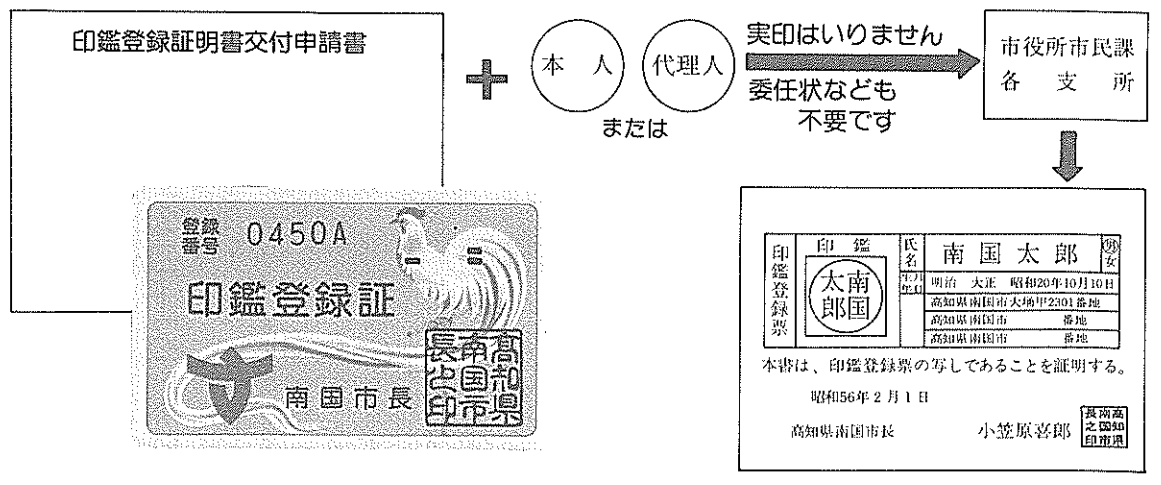 印鑑登録証明書交付申請書
登録番号 0450A
印鑑登録証
南国市長
高知県南国市長之印
本人
または
代理人
実印はいりません
委任状なども
不要です
市役所市民課
各支所
印鑑登録票
印鑑
南国太郎
氏名
南国太郎
男女
生年月日
明治 大正 昭和20年10月10日
高知県南国市大埇甲2301番地
高知県南国市 番地
高知県南国市 番地
本書は、印鑑登録票の写しであることを証明する。
昭和56年2月1日
高知県南国市長 小笠原喜郎
高知県南国市長之印